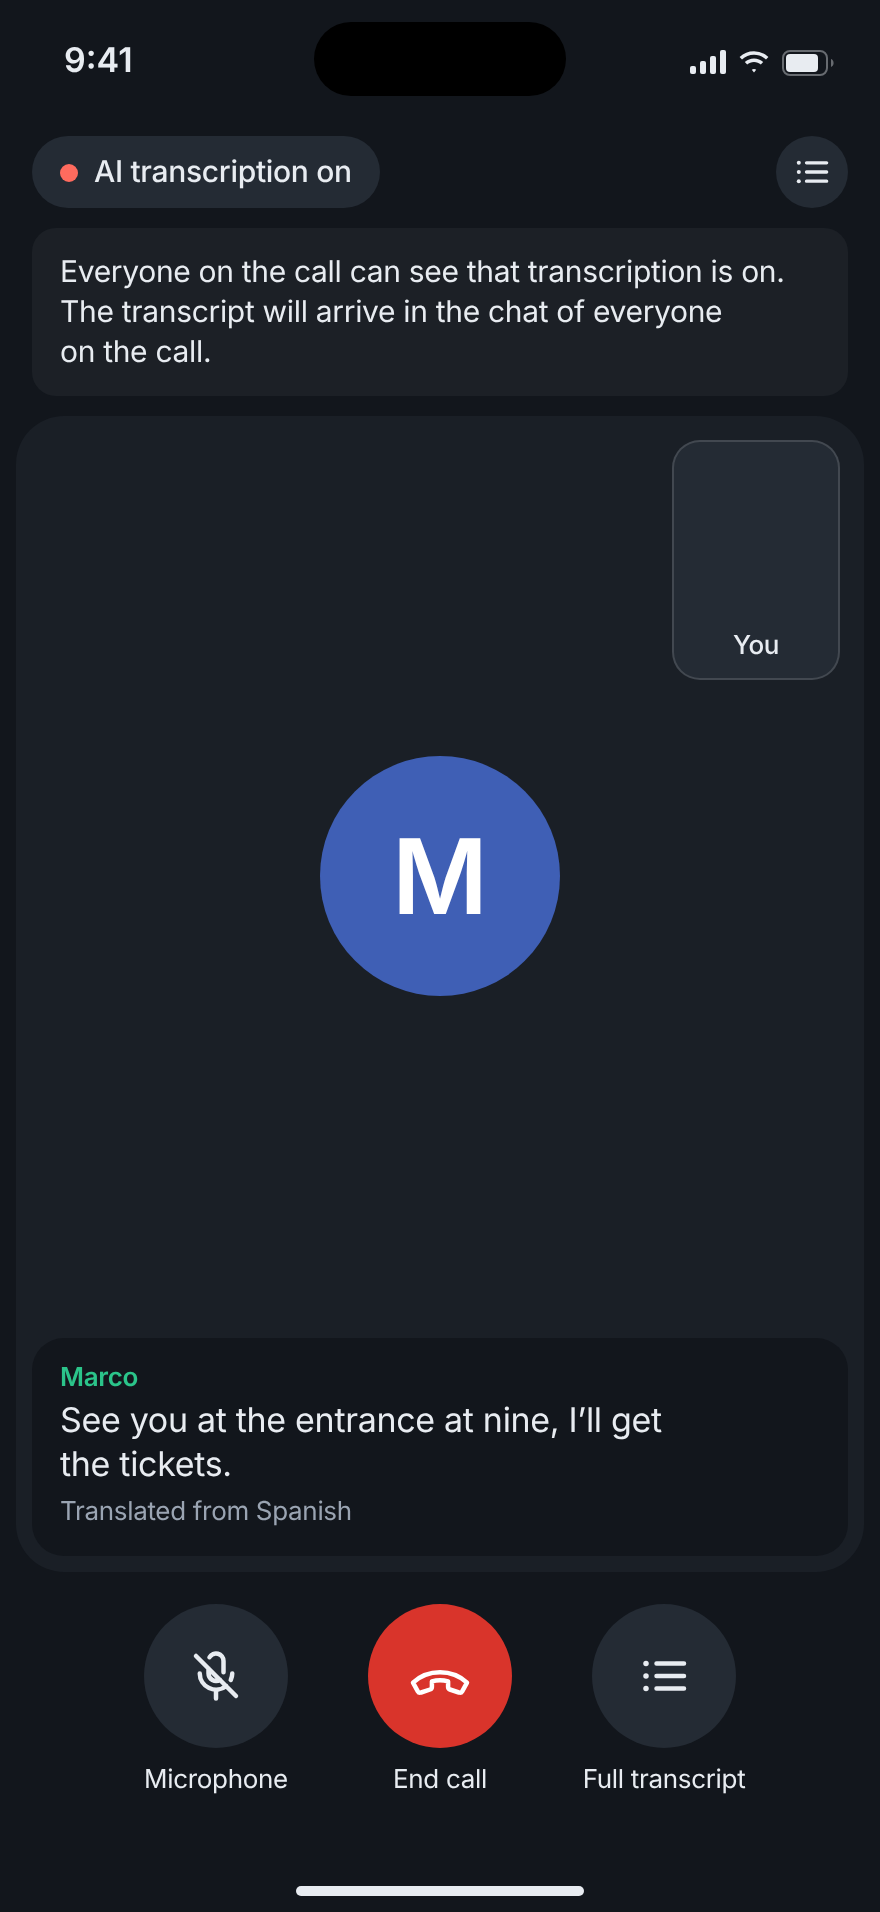 9:41
AI transcription on
Everyone on the call can see that transcription is on.
The transcript will arrive in the chat of everyone
on the call.
You
M
Marco
See you at the entrance at nine, I’ll get
the tickets.
Translated from Spanish
Microphone
End call
Full transcript